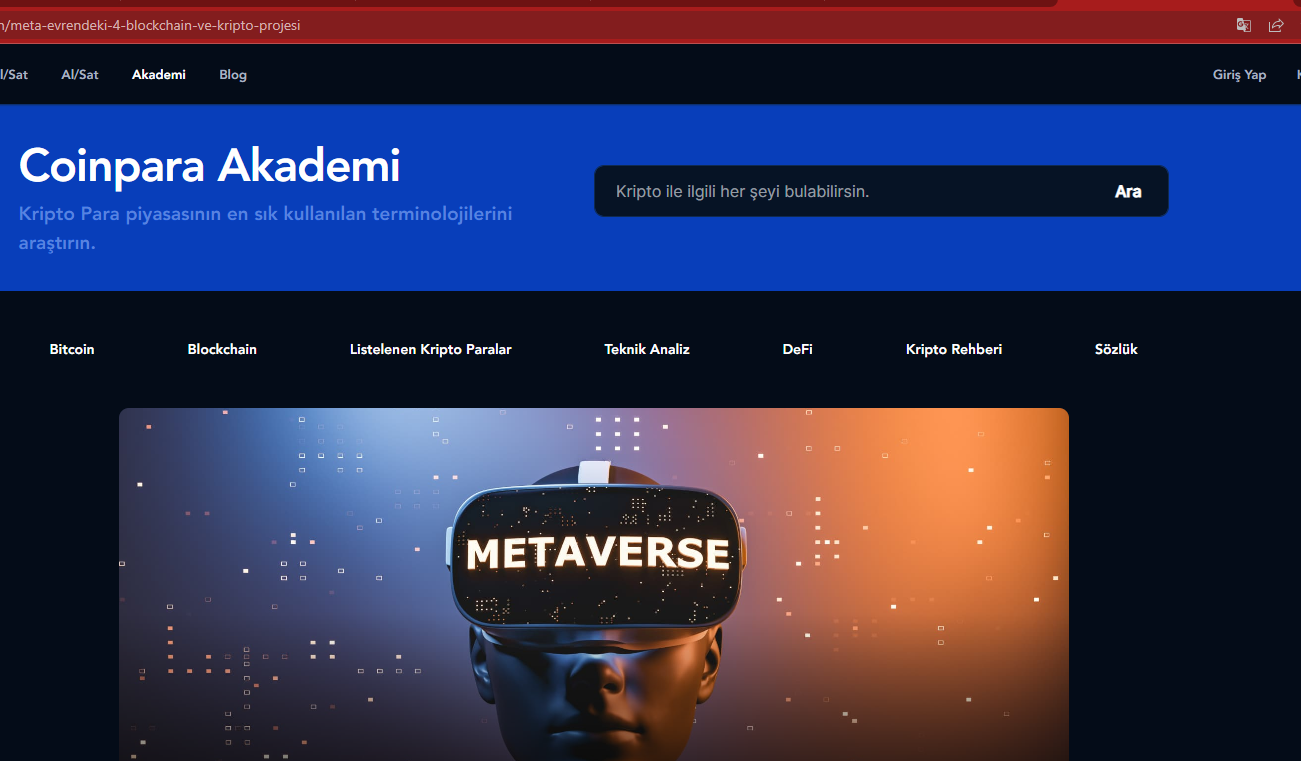 /meta-evrendeki-4-blockchain-ve-kripto-projesi
l/Sat Al/Sat Akademi Blog Giriş Yap
Coinpara Akademi
Kripto Para piyasasının en sık kullanılan terminolojilerini
araştırın.
Kripto ile ilgili her şeyi bulabilirsin. Ara
Bitcoin Blockchain Listelenen Kripto Paralar Teknik Analiz DeFi Kripto Rehberi Sözlük
METAVERSE